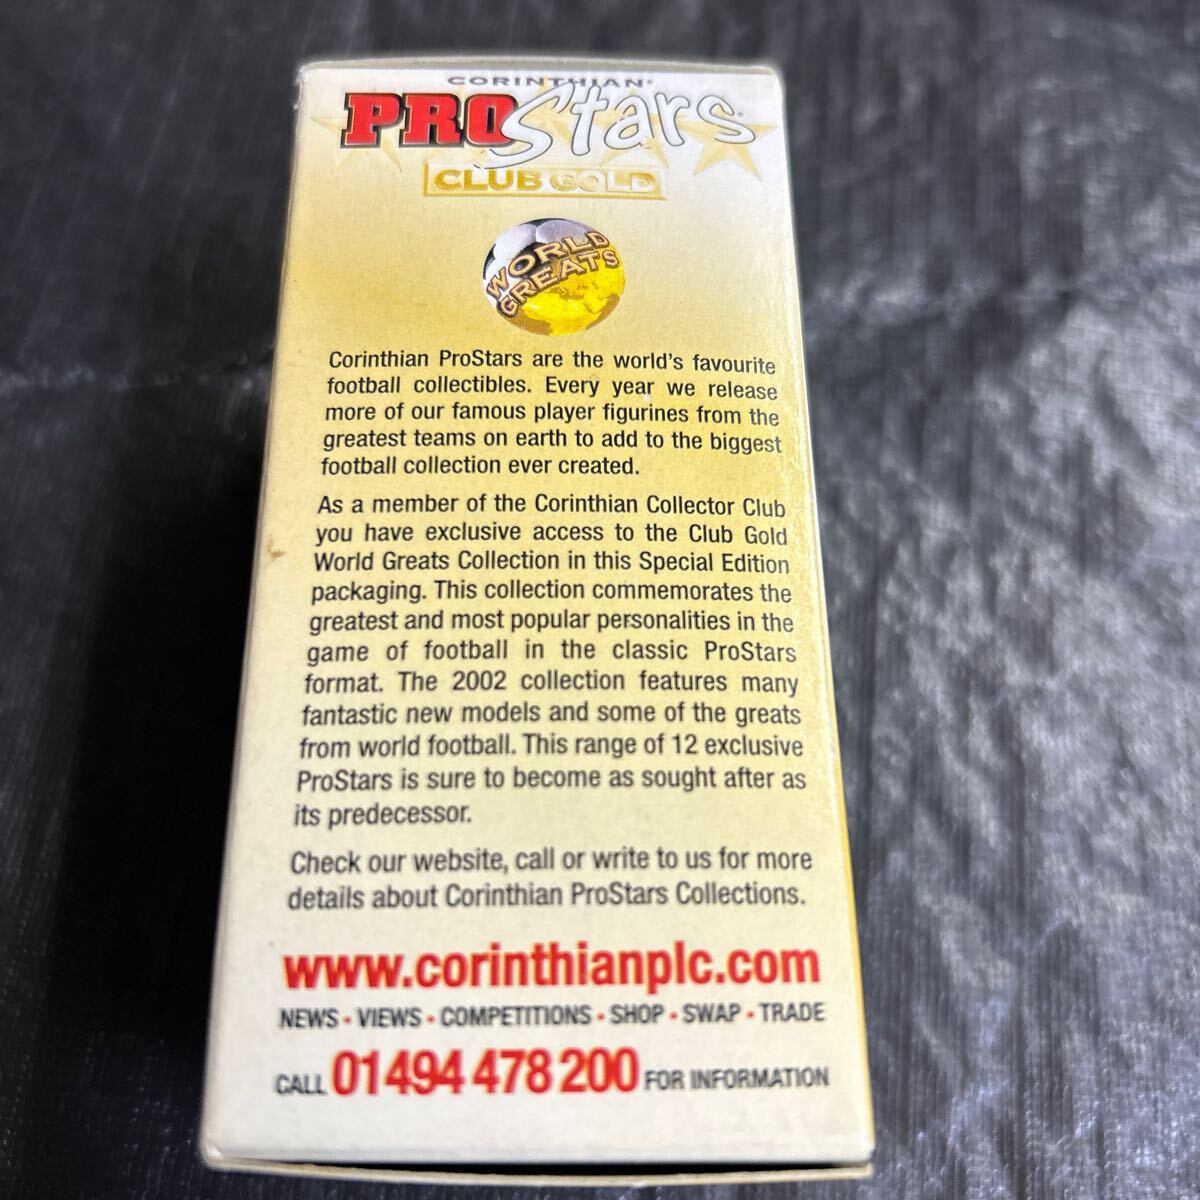 CORINTHIAN
PROStars
CLUB GOLD
WORLD
GREATS
Corinthian ProStars are the world's favourite
football collectibles. Every year we release
more of our famous player figurines from the
greatest teams on earth to add to the biggest
football collection ever created.
As a member of the Corinthian Collector Club
you have exclusive access to the Club Gold
World Greats Collection in this Special Edition
packaging. This collection commemorates the
greatest and most popular personalities in the
game of football in the classic ProStars
format. The 2002 collection features many
fantastic new models and some of the greats
from world football. This range of 12 exclusive
ProStars is sure to become as sought after as
its predecessor.
Check our website, call or write to us for more
details about Corinthian ProStars Collections.
www.corinthianplc.com
NEWS • VIEWS • COMPETITIONS • SHOP • SWAP • TRADE
CALL 01494 478 200 FOR INFORMATION